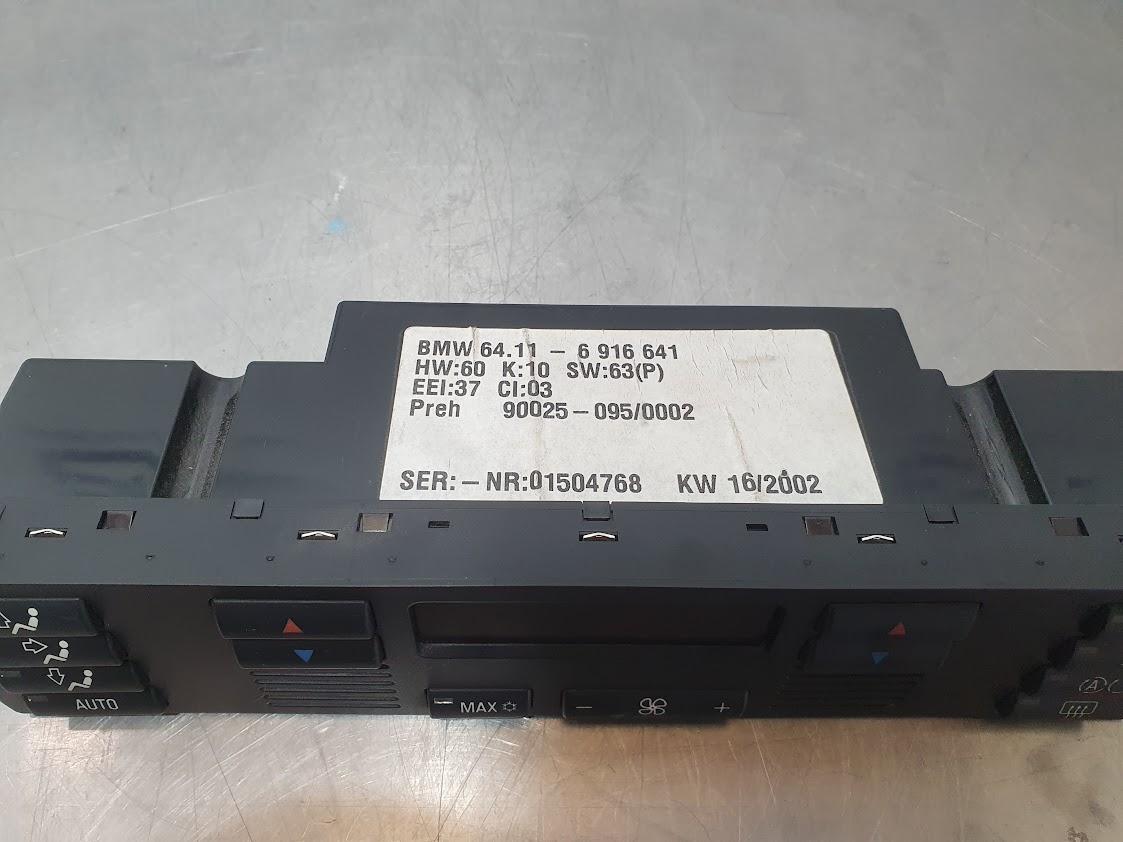 BMW 64.11 – 6 916 641
HW:60 K:10 SW:63(P)
EEI:37 CI:03
Preh 90025–095/0002
SER:–NR:01504768 KW 16/2002
AUTO
MAX
– +
A